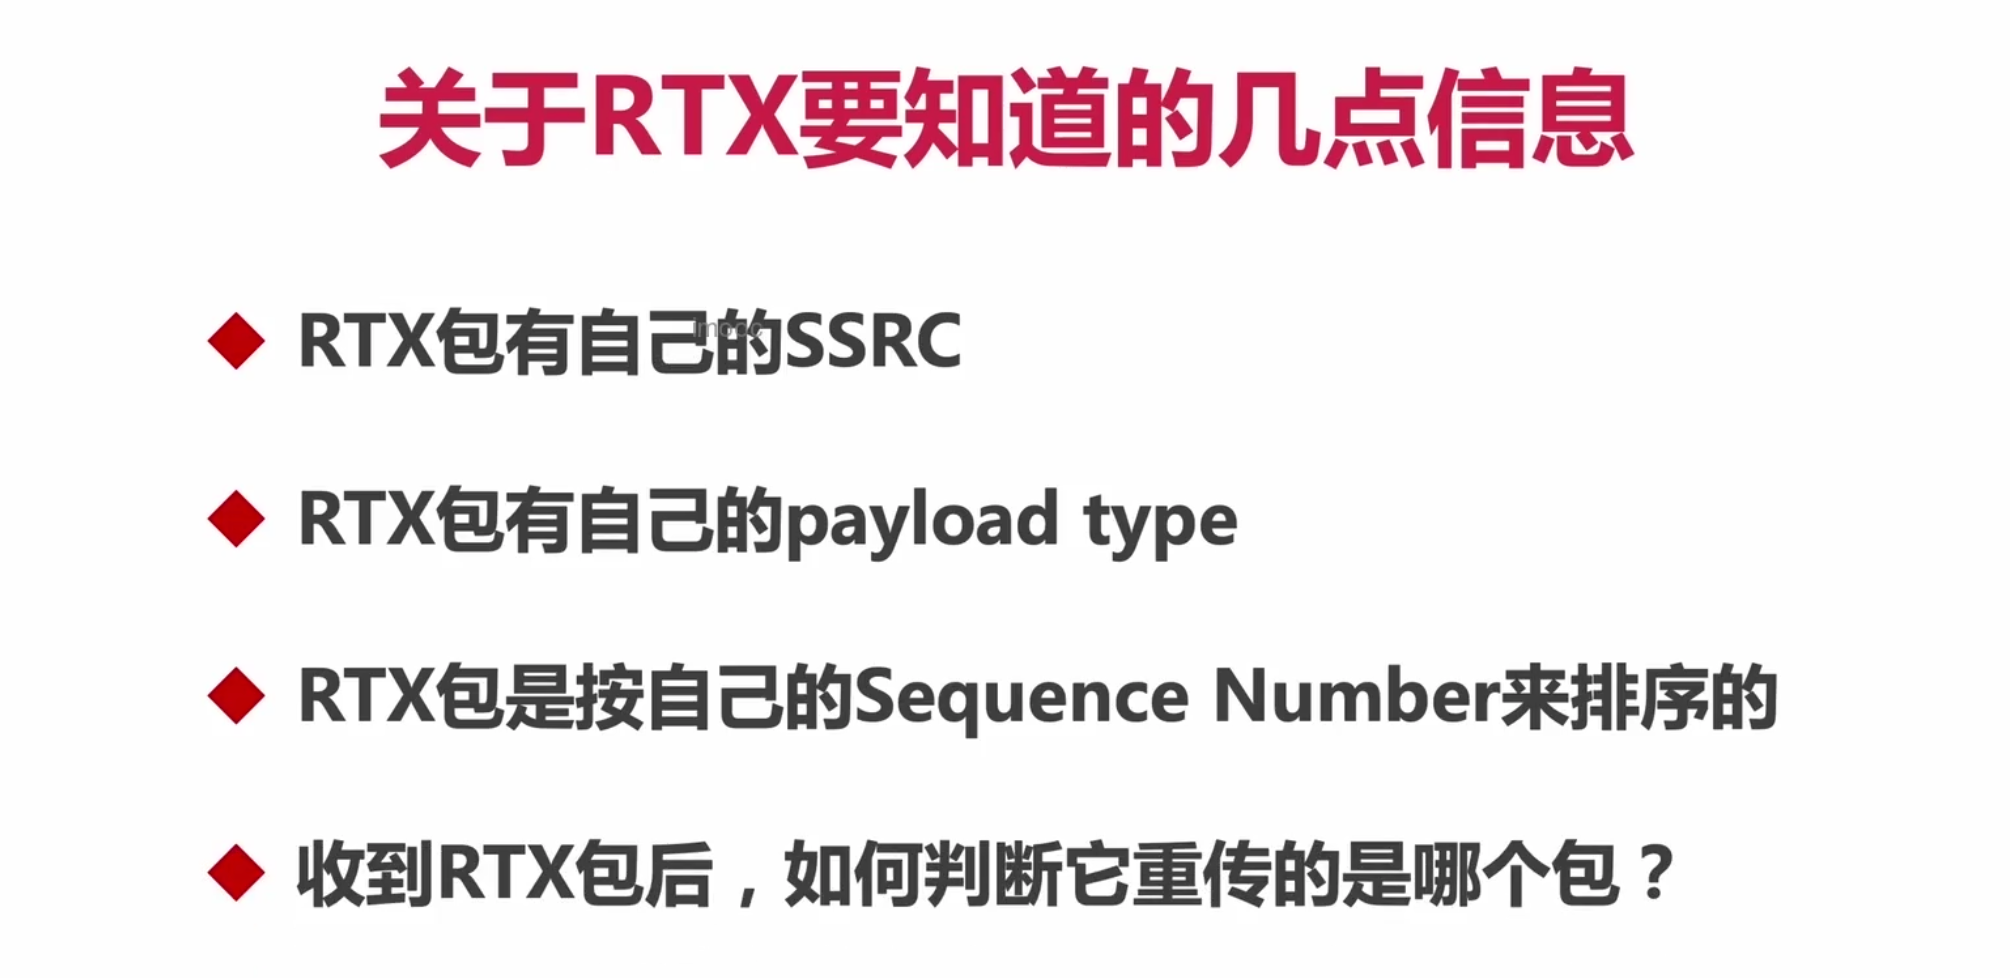 关于RTX要知道的几点信息
RTX包有自己的SSRC
imooc
RTX包有自己的payload type
RTX包是按自己的Sequence Number来排序的
收到RTX包后，如何判断它重传的是哪个包？